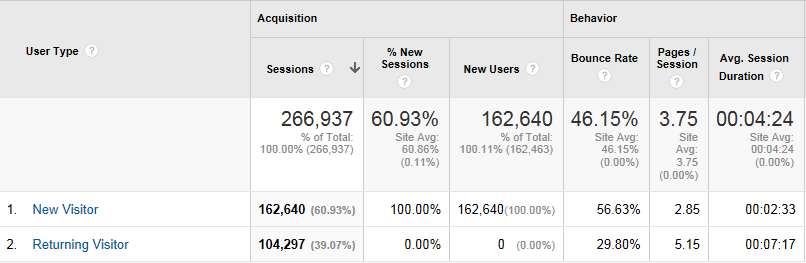 Acquisition Behavior
User Type ? Sessions ? % New Sessions ? New Users ? Bounce Rate ? Pages / Session ? Avg. Session Duration ?
266,937 60.93% 162,640 46.15% 3.75 00:04:24
% of Total: 100.00% (266,937) Site Avg: 60.86% (0.11%) % of Total: 100.11% (162,463) Site Avg: 46.15% (0.00%) Site Avg: 3.75 (0.00%) Site Avg: 00:04:24 (0.00%)
1. New Visitor 162,640 (60.93%) 100.00% 162,640(100.00%) 56.63% 2.85 00:02:33
2. Returning Visitor 104,297 (39.07%) 0.00% 0 (0.00%) 29.80% 5.15 00:07:17